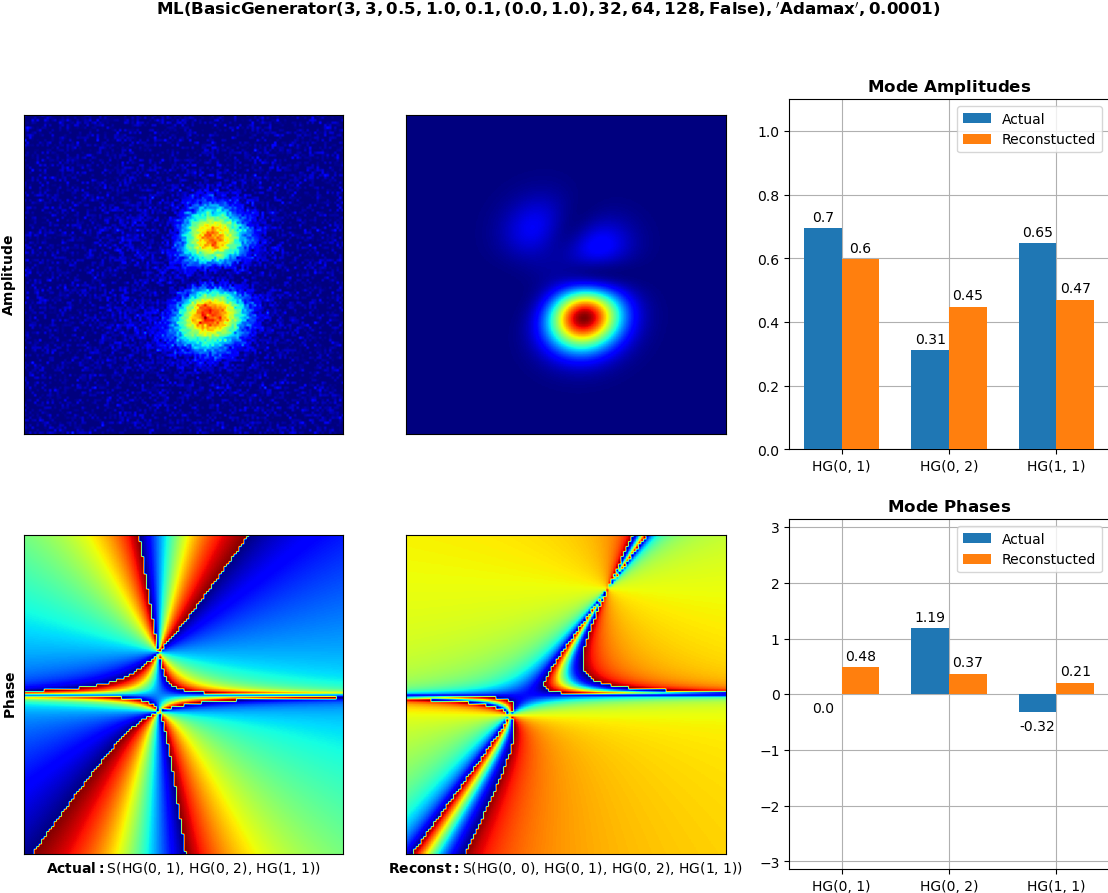 ML(BasicGenerator(3, 3, 0.5, 1.0, 0.1, (0.0, 1.0), 32, 64, 128, False), ′Adamax′, 0.0001)
Amplitude
Mode Amplitudes
Actual
Reconstucted
1.0
0.8
0.6
0.4
0.2
0.0
0.7
0.6
0.31
0.45
0.65
0.47
HG(0, 1)
HG(0, 2)
HG(1, 1)
Phase
Actual: S(HG(0, 1), HG(0, 2), HG(1, 1))
Reconst: S(HG(0, 0), HG(0, 1), HG(0, 2), HG(1, 1))
Mode Phases
Actual
Reconstucted
3
2
1
0
−1
−2
−3
0.0
0.48
1.19
0.37
-0.32
0.21
HG(0, 1)
HG(0, 2)
HG(1, 1)